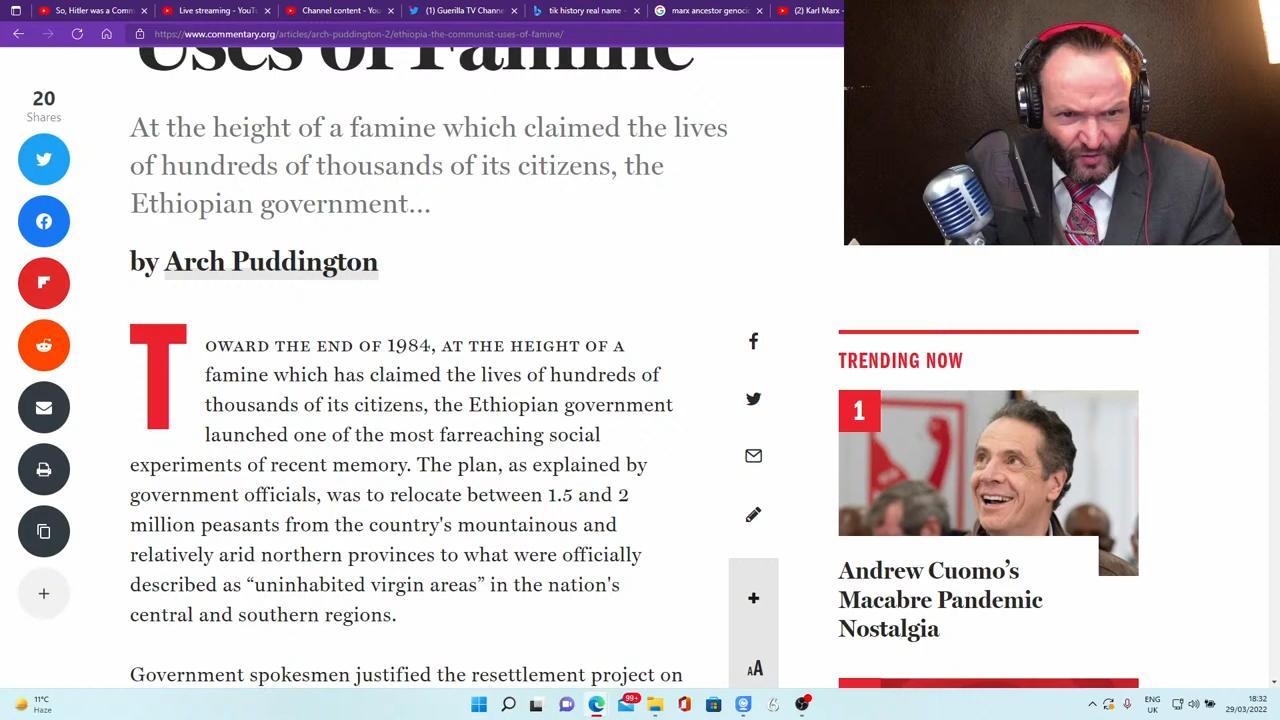 So, Hitler was a Com
Live streaming - YouT
Channel content - You
(1) Guerilla TV Channe
tik history real name -
marx ancestor genoci
(2) Karl Marx
https://www.commentary.org/articles/arch-puddington-2/ethiopia-the-communist-uses-of-famine/
Uses of Famine
20
Shares
At the height of a famine which claimed the lives
of hundreds of thousands of its citizens, the
Ethiopian government...
by Arch Puddington
TOWARD THE END OF 1984, AT THE HEIGHT OF A
famine which has claimed the lives of hundreds of
thousands of its citizens, the Ethiopian government
launched one of the most farreaching social
experiments of recent memory. The plan, as explained by
government officials, was to relocate between 1.5 and 2
million peasants from the country's mountainous and
relatively arid northern provinces to what were officially
described as “uninhabited virgin areas” in the nation's
central and southern regions.
Government spokesmen justified the resettlement project on
AA
TRENDING NOW
1
Andrew Cuomo’s
Macabre Pandemic
Nostalgia
11°C
Haze
99+
ENG
UK
18:32
29/03/2022